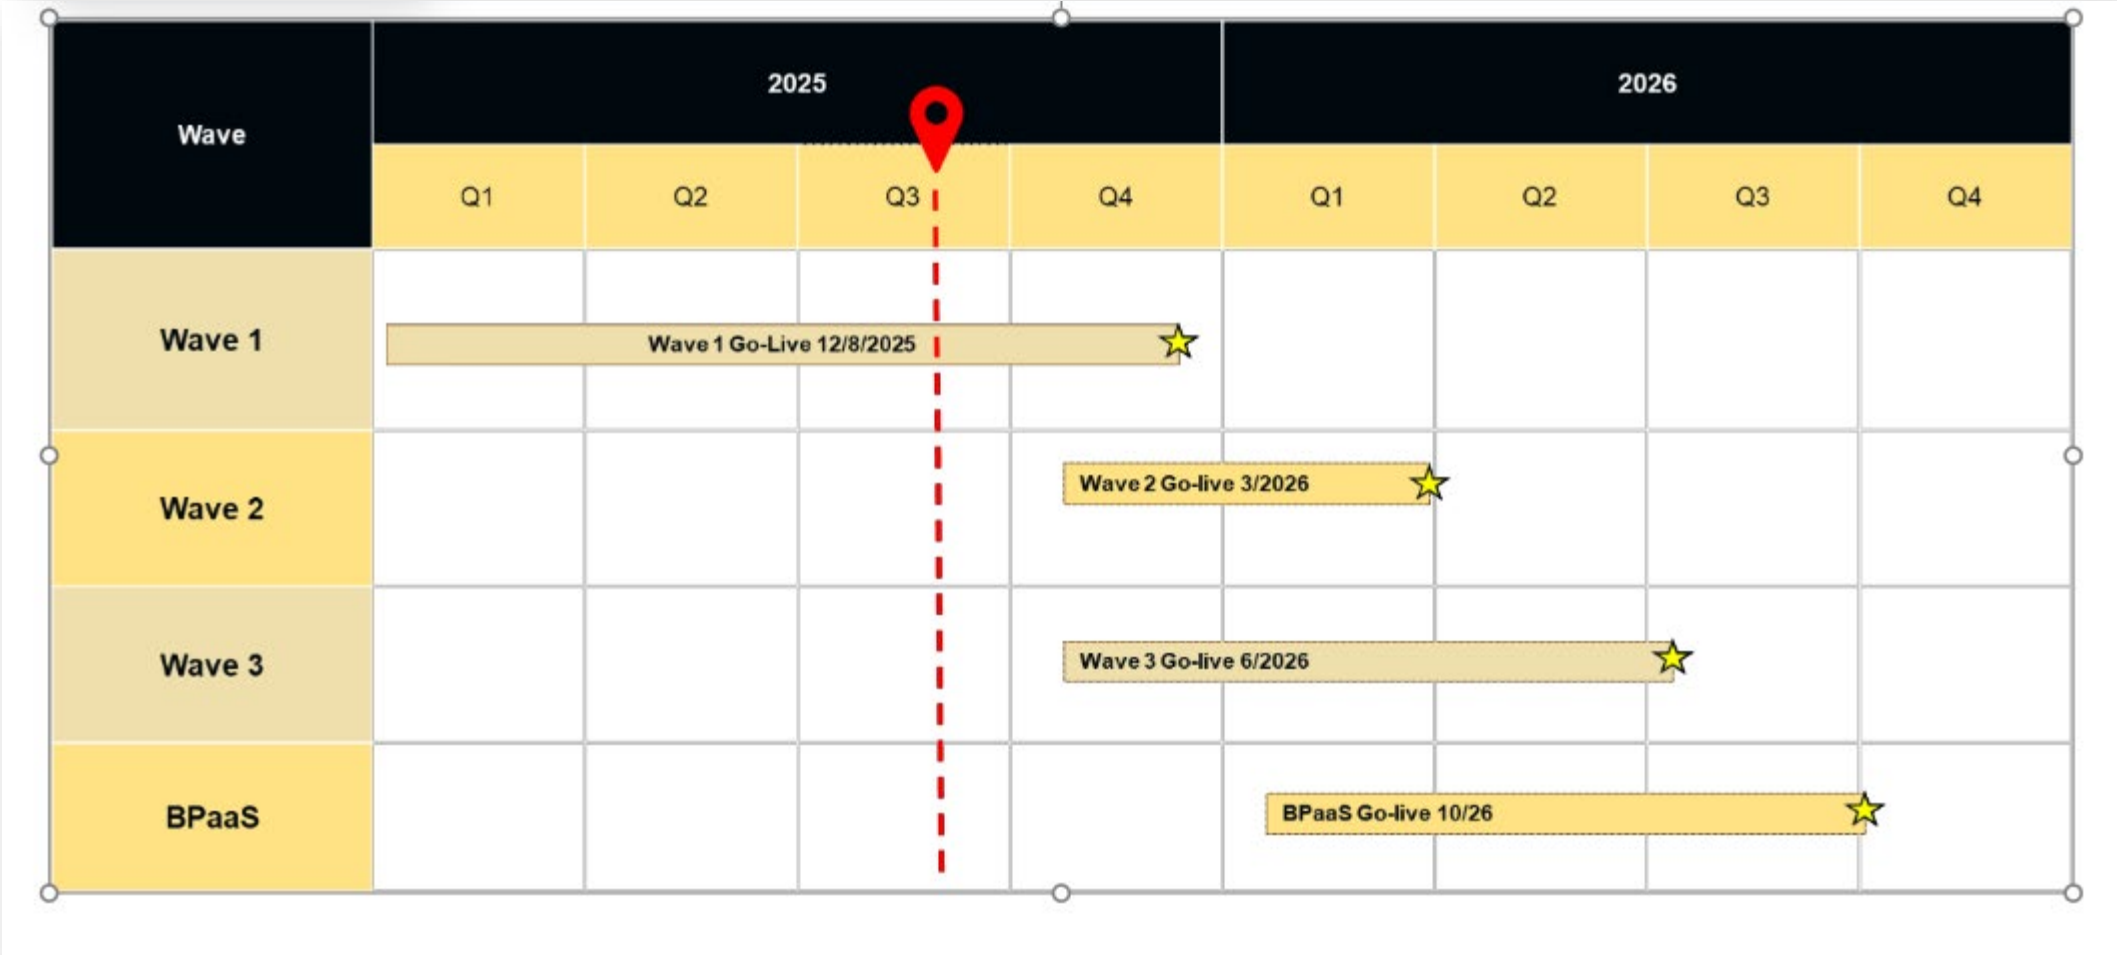 2025
2026
Wave
Q1
Q2
Q3
Q4
Q1
Q2
Q3
Q4
Wave 1
Wave 1 Go-Live 12/8/2025
Wave 2
Wave 2 Go-live 3/2026
Wave 3
Wave 3 Go-live 6/2026
BPaaS
BPaaS Go-live 10/26